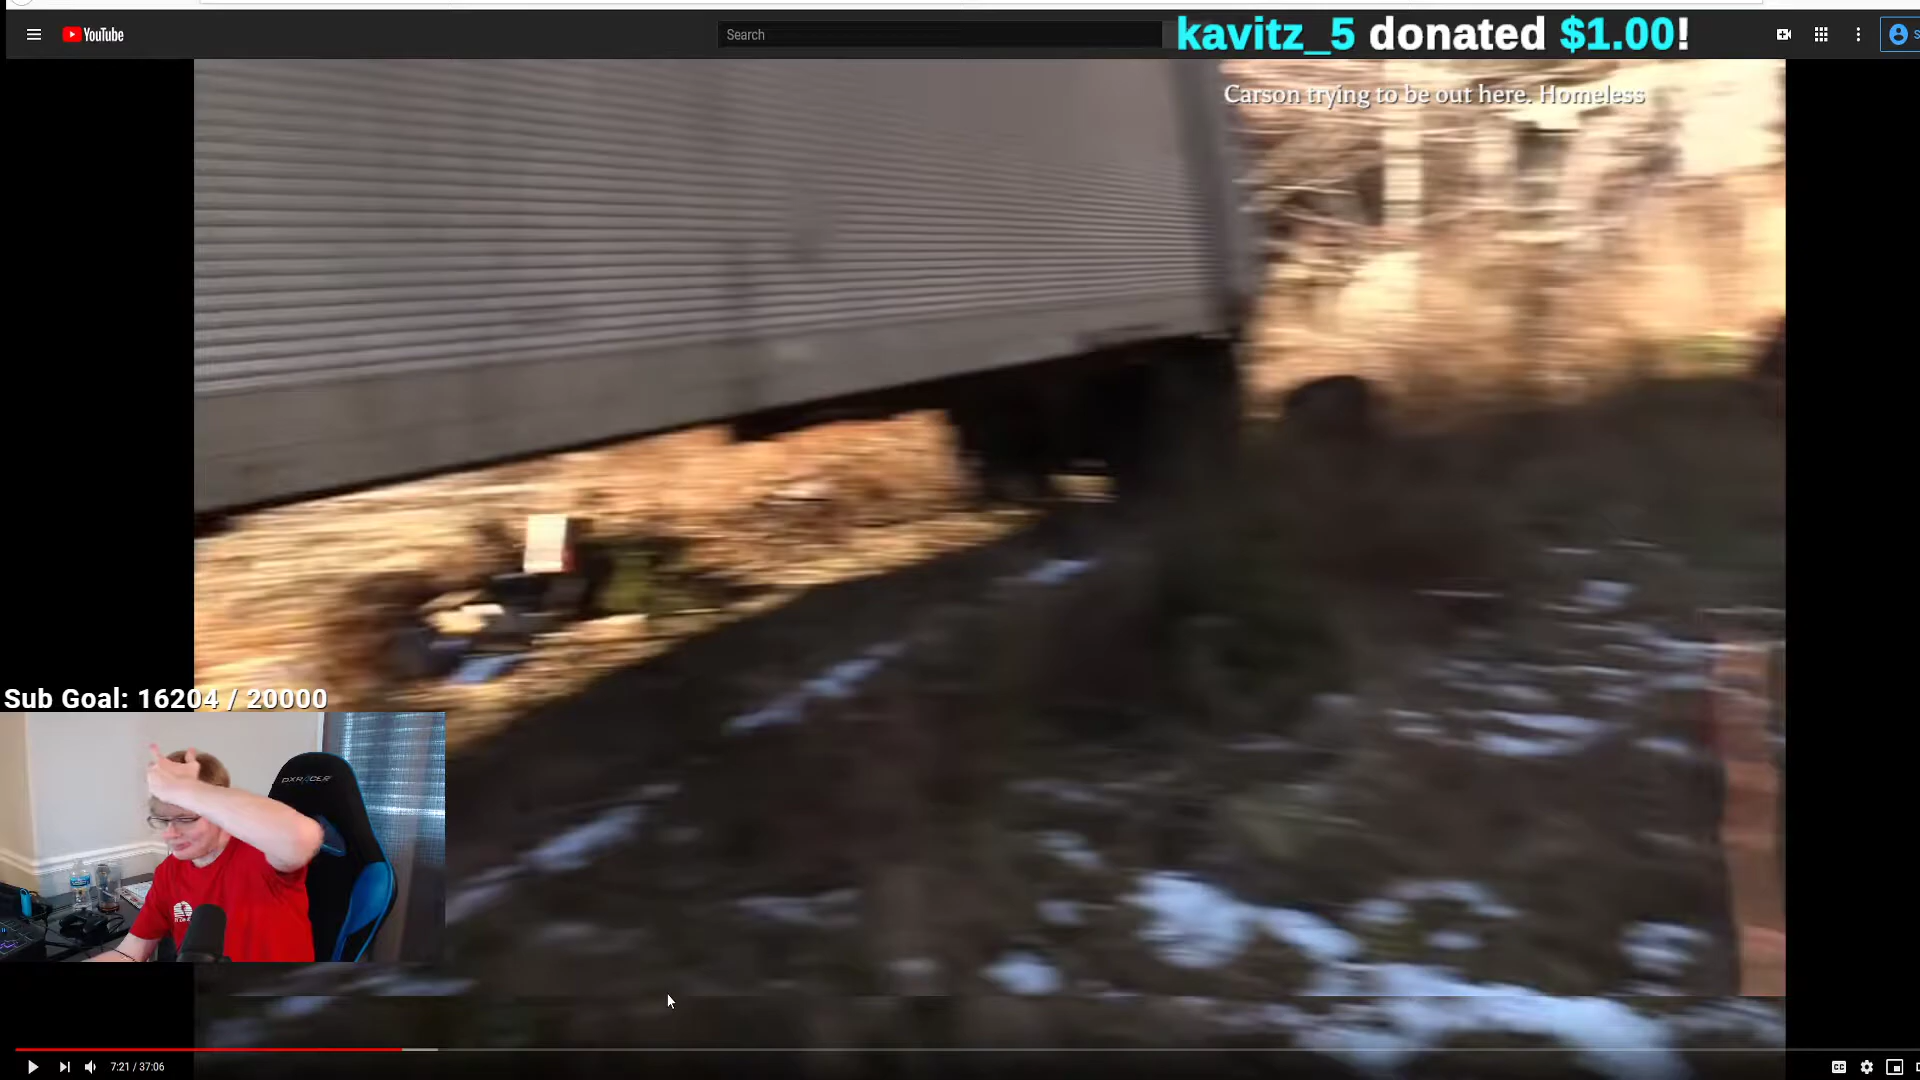 YouTube
Search
kavitz_5 donated $1.00!
Carson trying to be out here. Homeless
Sub Goal: 16204 / 20000
DXRACER
7:21 / 37:06